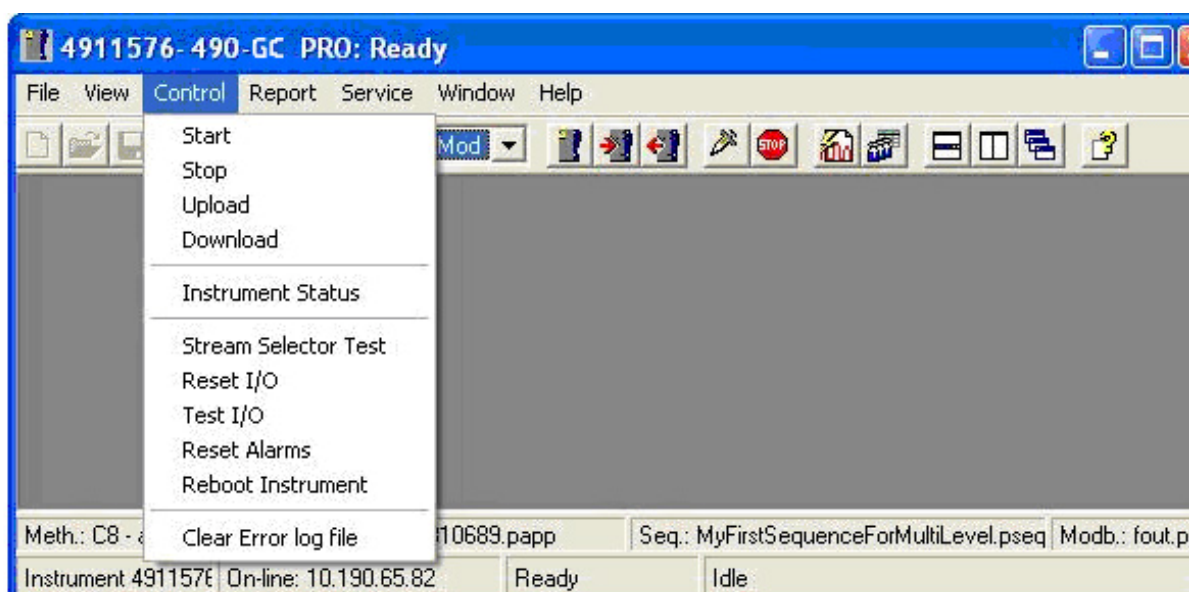 4911576- 490-GC PRO: Ready
File View Control Report Service Window Help
Mod
STOP
Start
Stop
Upload
Download
Instrument Status
Stream Selector Test
Reset I/O
Test I/O
Reset Alarms
Reboot Instrument
Clear Error log file
Meth.: C8 - 10689.papp Seq.: MyFirstSequenceForMultiLevel.pseq Modb.: fout.p
Instrument 4911576 On-line: 10.190.65.82 Ready Idle